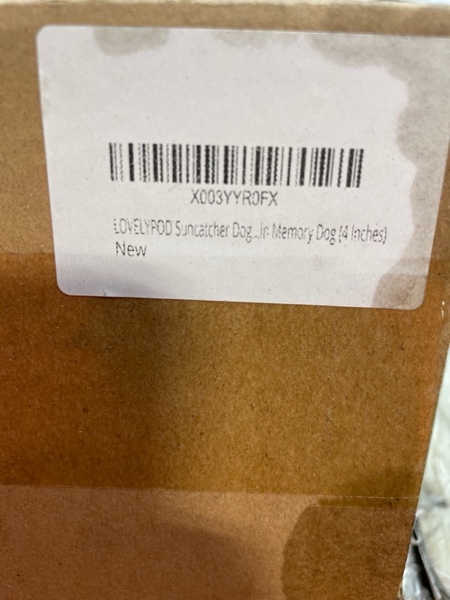 X003YYR0FX
LOVELYPOD Suncatcher Dog...in Memory Dog (4 Inches)
New